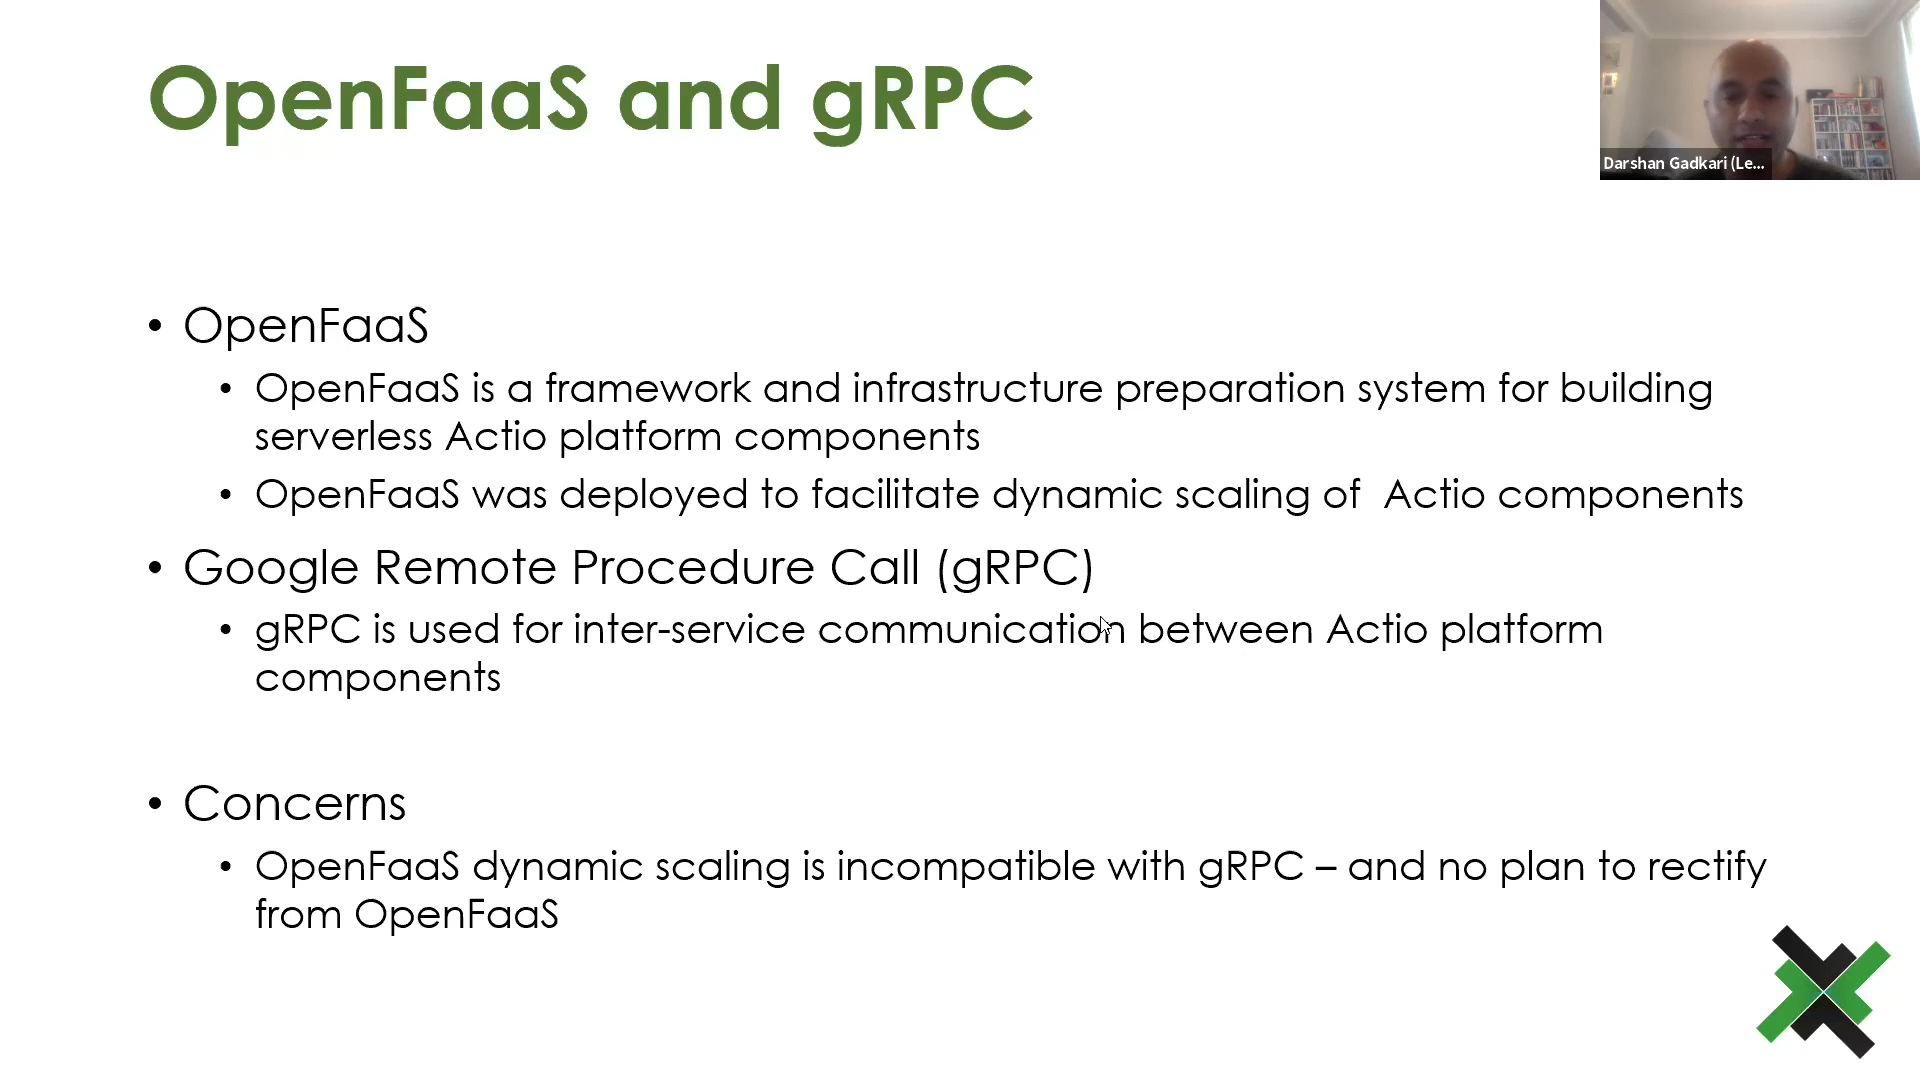 OpenFaaS and gRPC
Darshan Gadkari (Le...
• OpenFaaS
• OpenFaaS is a framework and infrastructure preparation system for building
serverless Actio platform components
• OpenFaaS was deployed to facilitate dynamic scaling of  Actio components
• Google Remote Procedure Call (gRPC)
• gRPC is used for inter-service communication between Actio platform
components
• Concerns
• OpenFaaS dynamic scaling is incompatible with gRPC – and no plan to rectify
from OpenFaaS